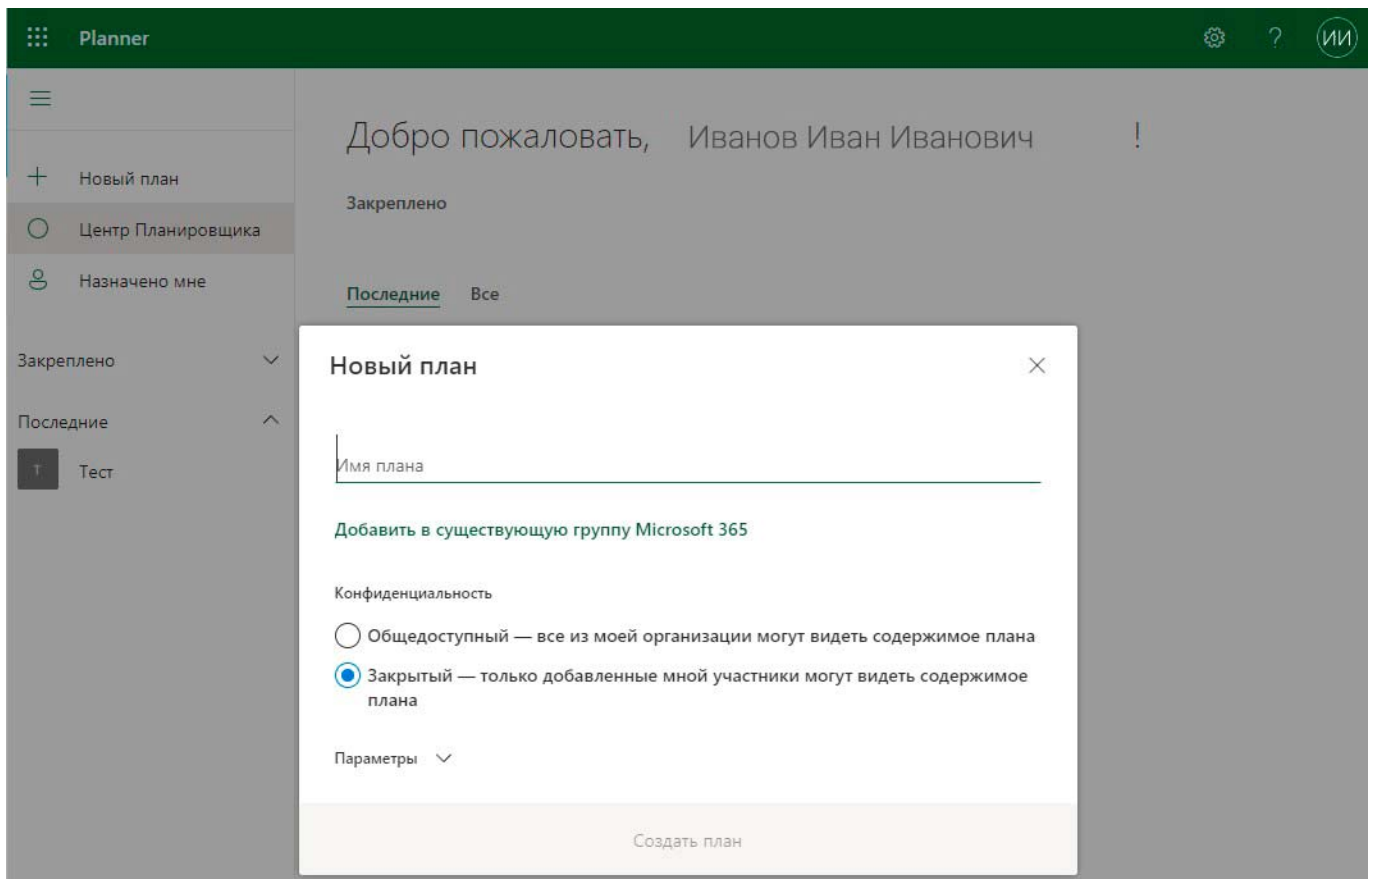 Planner
?
ИИ
Новый план
Центр Планировщика
Назначено мне
Закреплено
Последние
Т
Тест
Добро пожаловать, Иванов Иван Иванович !
Закреплено
Последние Все
Новый план
Имя плана
Добавить в существующую группу Microsoft 365
Конфиденциальность
Общедоступный — все из моей организации могут видеть содержимое плана
Закрытый — только добавленные мной участники могут видеть содержимое
плана
Параметры
Создать план